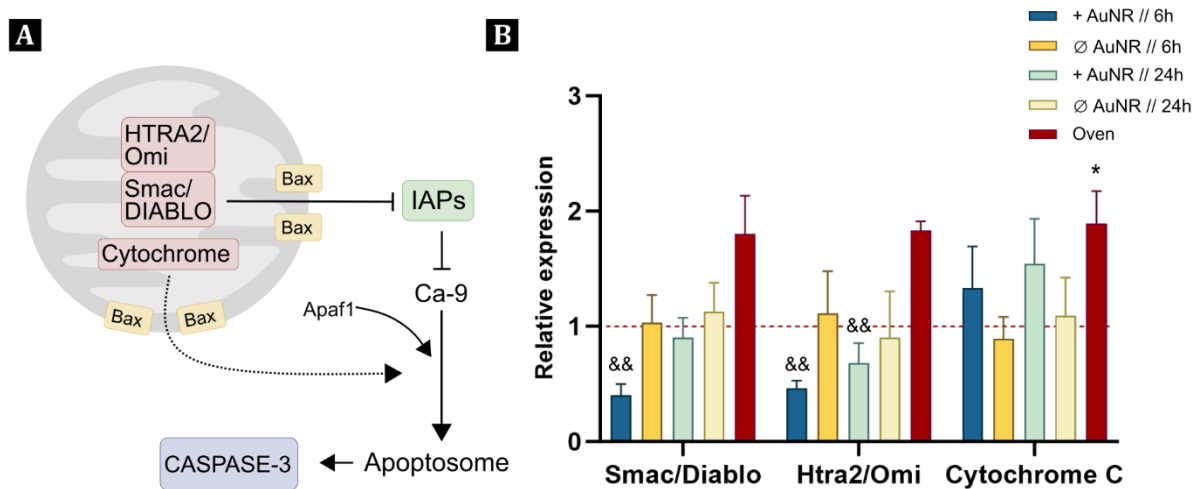 A
HTRA2/
Omi
Smac/
DIABLO
Cytochrome
Bax
Bax
Bax
Bax
IAPs
Ca-9
Apaf1
CASPASE-3
Apoptosome
B
+ AuNR // 6h
∅ AuNR // 6h
+ AuNR // 24h
∅ AuNR // 24h
Oven
Relative expression
3
2
1
0
&&
&&
&&
*
Smac/Diablo
Htra2/Omi
Cytochrome C